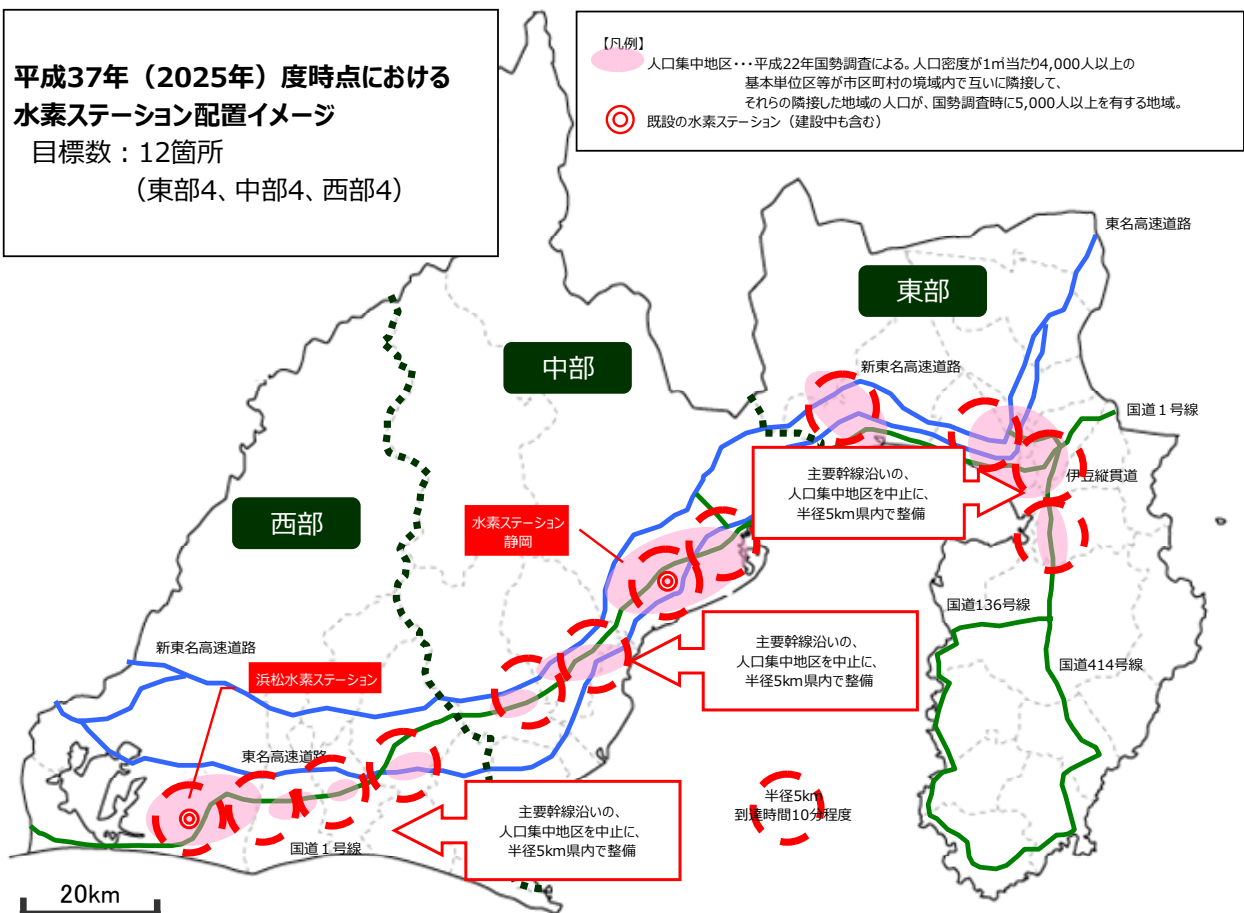 平成37年（2025年）度時点における
水素ステーション配置イメージ
目標数：12箇所
（東部4、中部4、西部4）
【凡例】
人口集中地区・・・平成22年国勢調査による。人口密度が1㎡当たり4,000人以上の
基本単位区等が市区町村の境域内で互いに隣接して、
それらの隣接した地域の人口が、国勢調査時に5,000人以上を有する地域。
既設の水素ステーション（建設中も含む）
東名高速道路
東部
中部
新東名高速道路
国道１号線
主要幹線沿いの、
人口集中地区を中止に、
半径5km県内で整備
伊豆縦貫道
西部
水素ステーション
静岡
国道136号線
新東名高速道路
主要幹線沿いの、
人口集中地区を中止に、
半径5km県内で整備
国道414号線
浜松水素ステーション
東名高速道路
主要幹線沿いの、
人口集中地区を中止に、
半径5km県内で整備
半径5km
到達時間10分程度
国道１号線
20km